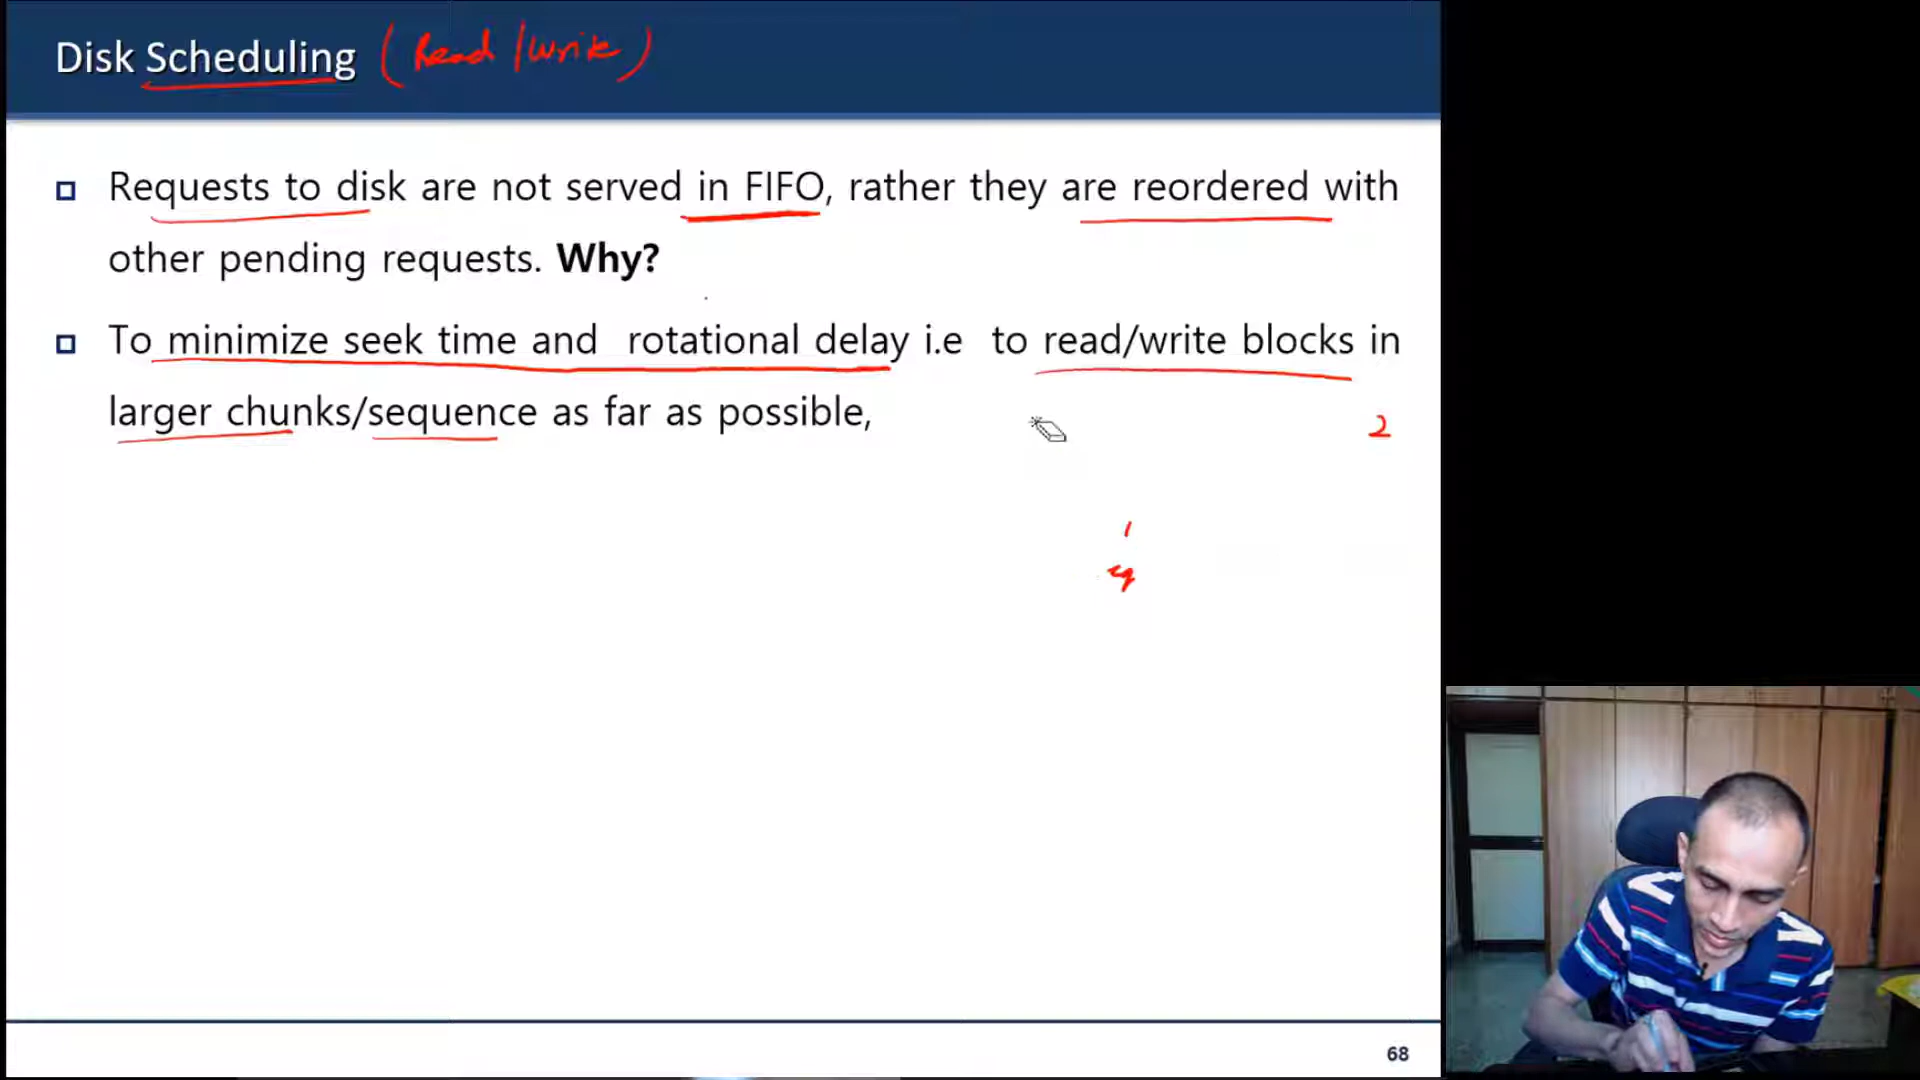 Disk Scheduling (Read/Write)
Requests to disk are not served in FIFO, rather they are reordered with
other pending requests. Why?
To minimize seek time and rotational delay i.e to read/write blocks in
larger chunks/sequence as far as possible,
2
1
68